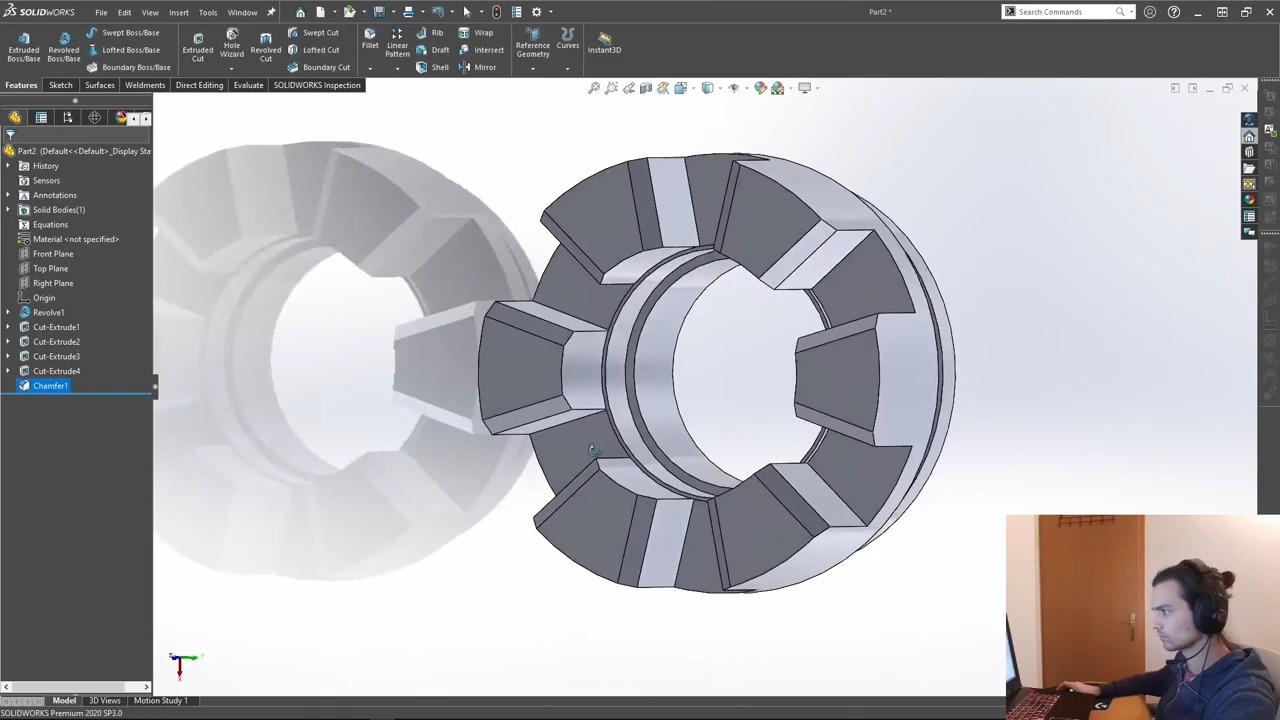 SOLIDWORKS File Edit View Insert Tools Window Part2 * Search Commands
Extruded Boss/Base
Revolved Boss/Base
Swept Boss/Base
Lofted Boss/Base
Boundary Boss/Base
Extruded Cut
Hole Wizard
Revolved Cut
Swept Cut
Lofted Cut
Boundary Cut
Fillet
Linear Pattern
Rib
Draft
Shell
Wrap
Intersect
Mirror
Reference Geometry
Curves
Instant3D
Features Sketch Surfaces Weldments Direct Editing Evaluate SOLIDWORKS Inspection
Part2 (Default<<Default>_Display Sta
History
Sensors
Annotations
Solid Bodies(1)
Equations
Material <not specified>
Front Plane
Top Plane
Right Plane
Origin
Revolve1
Cut-Extrude1
Cut-Extrude2
Cut-Extrude3
Cut-Extrude4
Chamfer1
Model 3D Views Motion Study 1
SOLIDWORKS Premium 2020 SP3.0